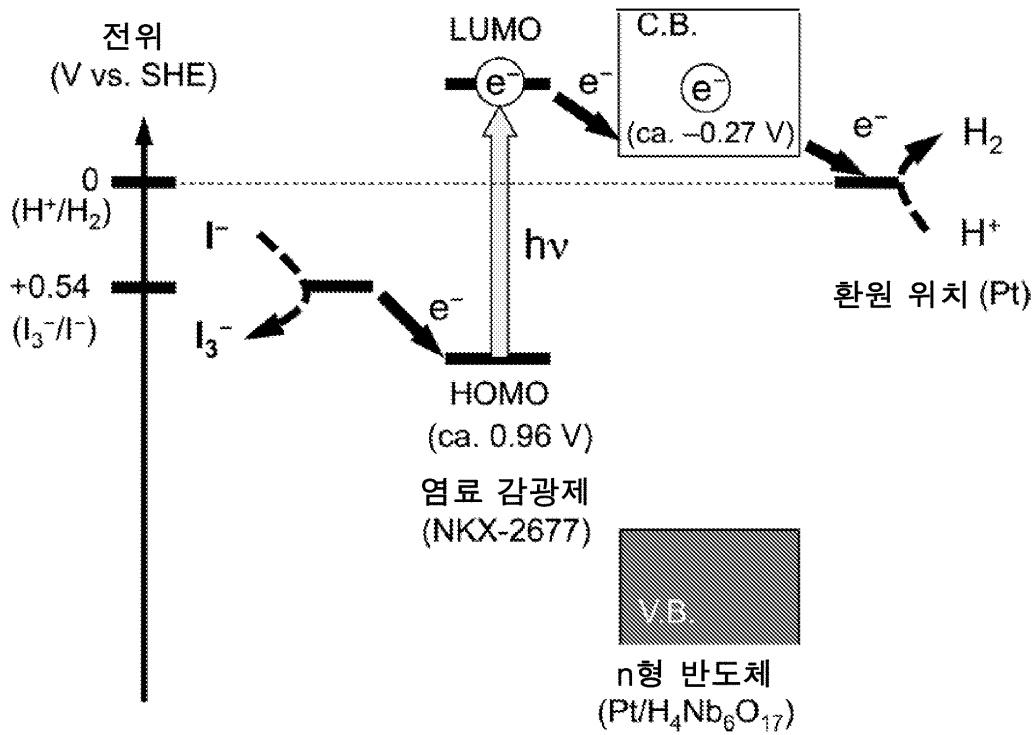 전위
(V vs. SHE)
0
(H⁺/H₂)
+0.54
(I₃⁻/I⁻)
I⁻
I₃⁻
e⁻
LUMO
e⁻
hν
HOMO
(ca. 0.96 V)
염료 감광제
(NKX-2677)
e⁻
C.B.
e⁻
(ca. –0.27 V)
e⁻
H₂
H⁺
환원 위치 (Pt)
V.B.
n형 반도체
(Pt/H₄Nb₆O₁₇)